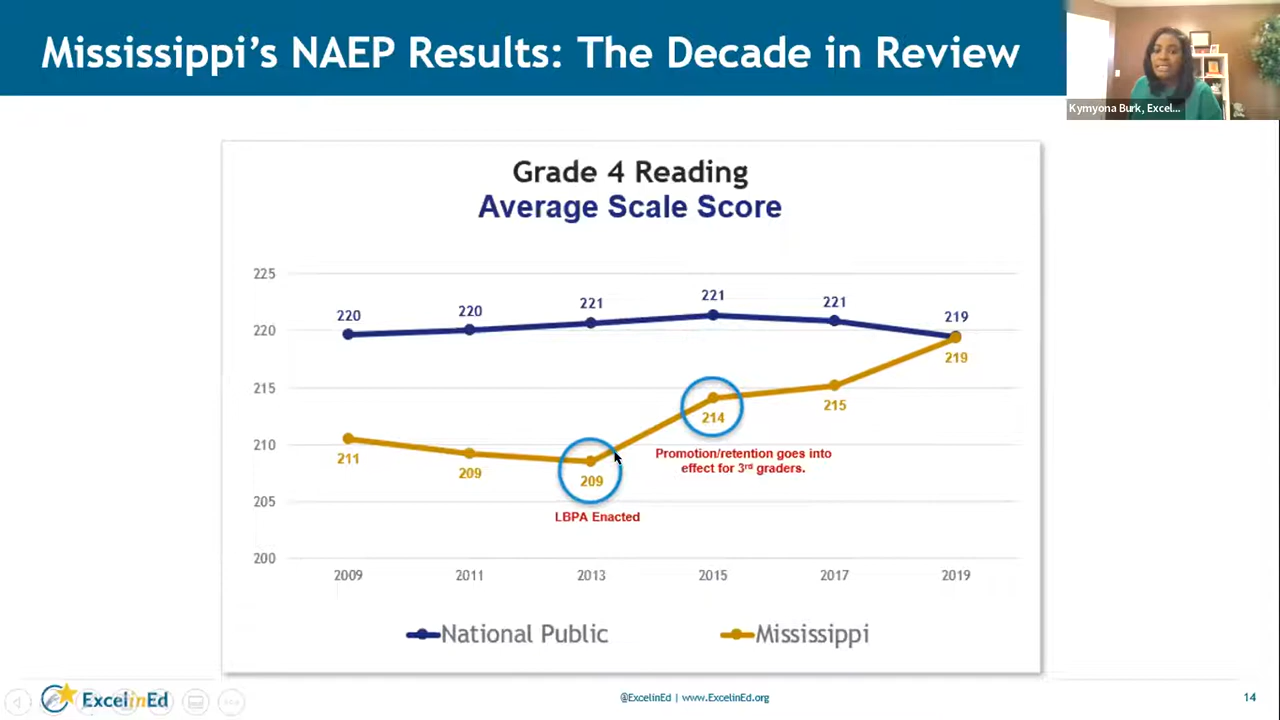 Mississippi's NAEP Results: The Decade in Review
Kymyona Burk, Excel...
Grade 4 Reading
Average Scale Score
225
220
215
210
205
200
220
220
221
221
221
219
211
209
209
214
215
219
LBPA Enacted
Promotion/retention goes into
effect for 3rd graders.
2009
2011
2013
2015
2017
2019
National Public
Mississippi
ExcelinEd
@ExcelinEd | www.ExcelinEd.org
14